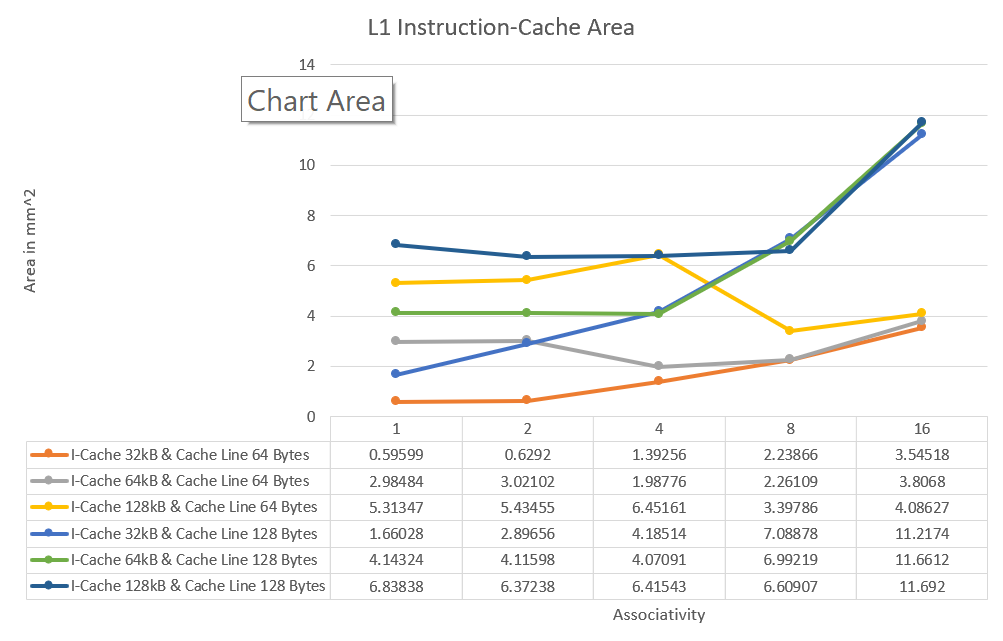 L1 Instruction-Cache Area
14
Chart Area
10
8
6
4
2
0
Area in mm^2
1 2 4 8 16
I-Cache 32kB & Cache Line 64 Bytes 0.59599 0.6292 1.39256 2.23866 3.54518
I-Cache 64kB & Cache Line 64 Bytes 2.98484 3.02102 1.98776 2.26109 3.8068
I-Cache 128kB & Cache Line 64 Bytes 5.31347 5.43455 6.45161 3.39786 4.08627
I-Cache 32kB & Cache Line 128 Bytes 1.66028 2.89656 4.18514 7.08878 11.2174
I-Cache 64kB & Cache Line 128 Bytes 4.14324 4.11598 4.07091 6.99219 11.6612
I-Cache 128kB & Cache Line 128 Bytes 6.83838 6.37238 6.41543 6.60907 11.692
Associativity